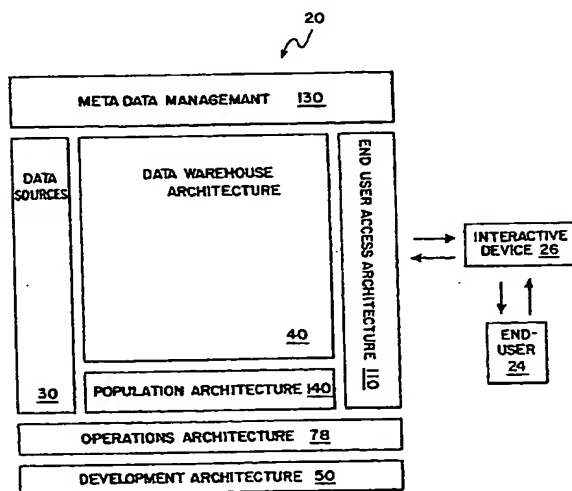 20
META DATA MANAGEMANT 130
DATA
SOURCES
30
DATA WAREHOUSE
ARCHITECTURE
40
END USER ACCESS ARCHITECTURE 110
INTERACTIVE
DEVICE 26
END-
USER
24
POPULATION ARCHITECTURE 140
OPERATIONS ARCHITECTURE 78
DEVELOPMENT ARCHITECTURE 50